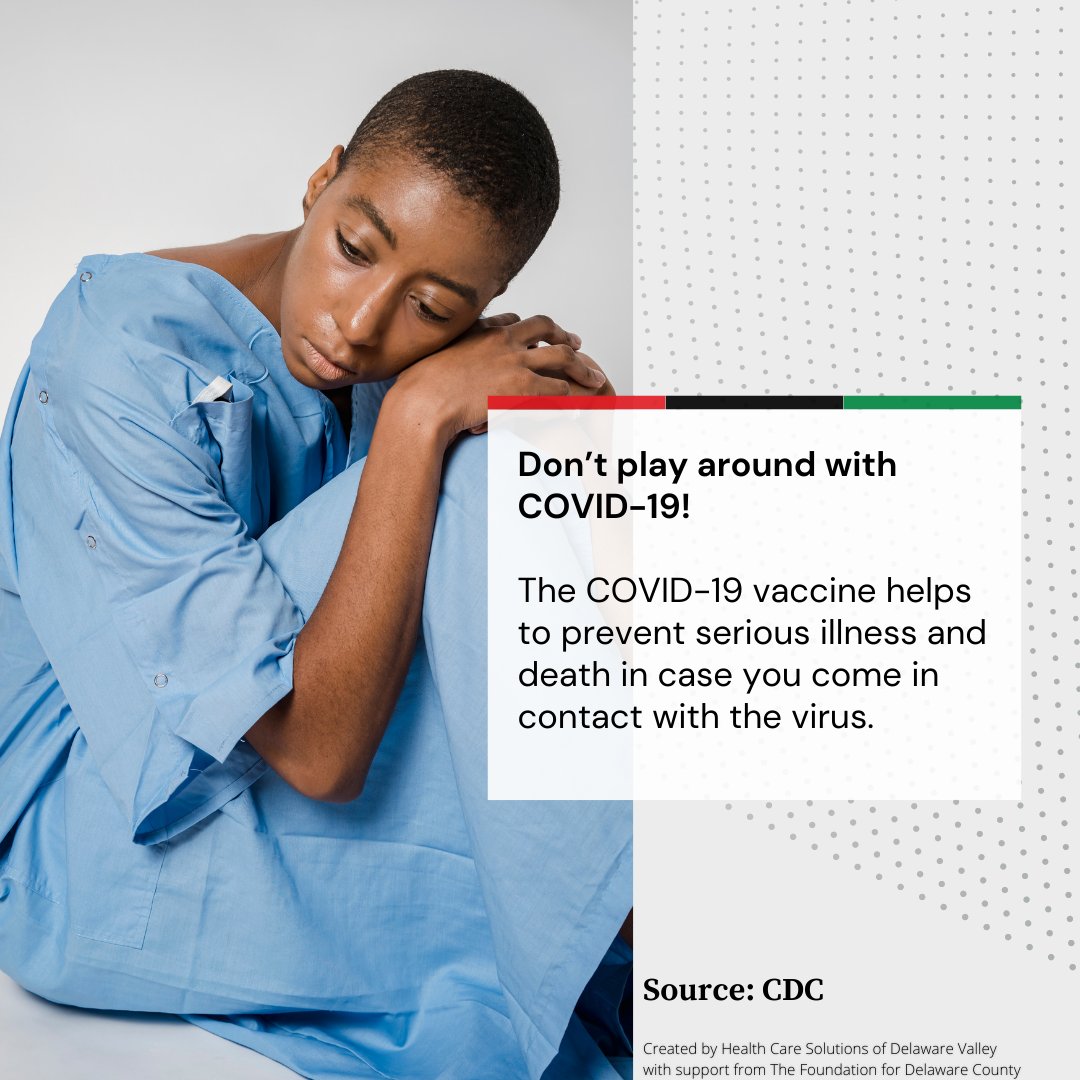 Don’t play around with
COVID-19!
The COVID-19 vaccine helps
to prevent serious illness and
death in case you come in
contact with the virus.
Source: CDC
Created by Health Care Solutions of Delaware Valley
with support from The Foundation for Delaware County